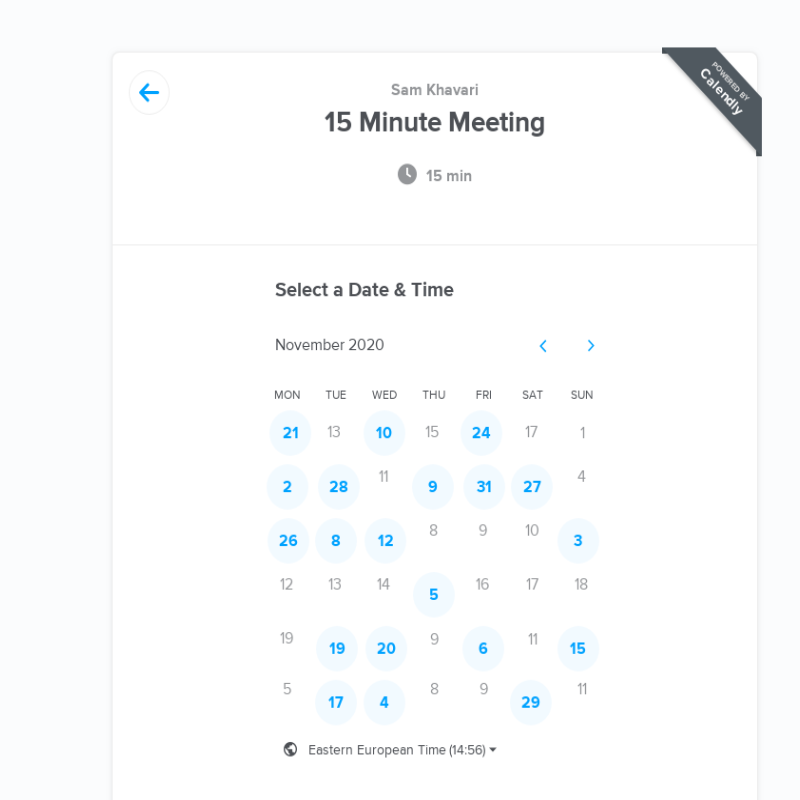 POWERED BY
Calendly
Sam Khavari
15 Minute Meeting
15 min
Select a Date & Time
November 2020
MON TUE WED THU FRI SAT SUN
21 13 10 15 24 17 1
2 28 11 9 31 27 4
26 8 12 8 9 10 3
12 13 14 5 16 17 18
19 19 20 9 6 11 15
5 17 4 8 9 29 11
Eastern European Time (14:56)